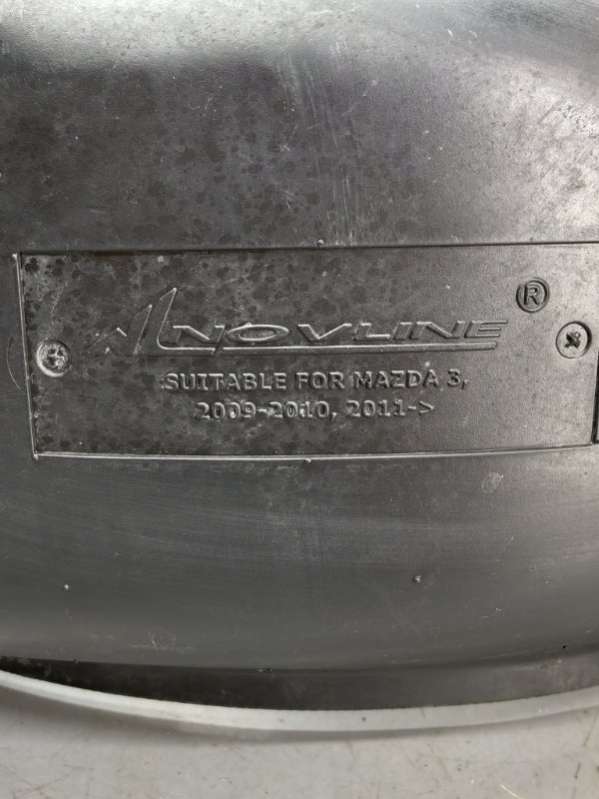 NOVLINE ®
SUITABLE FOR MAZDA 3,
2009-2010, 2011->